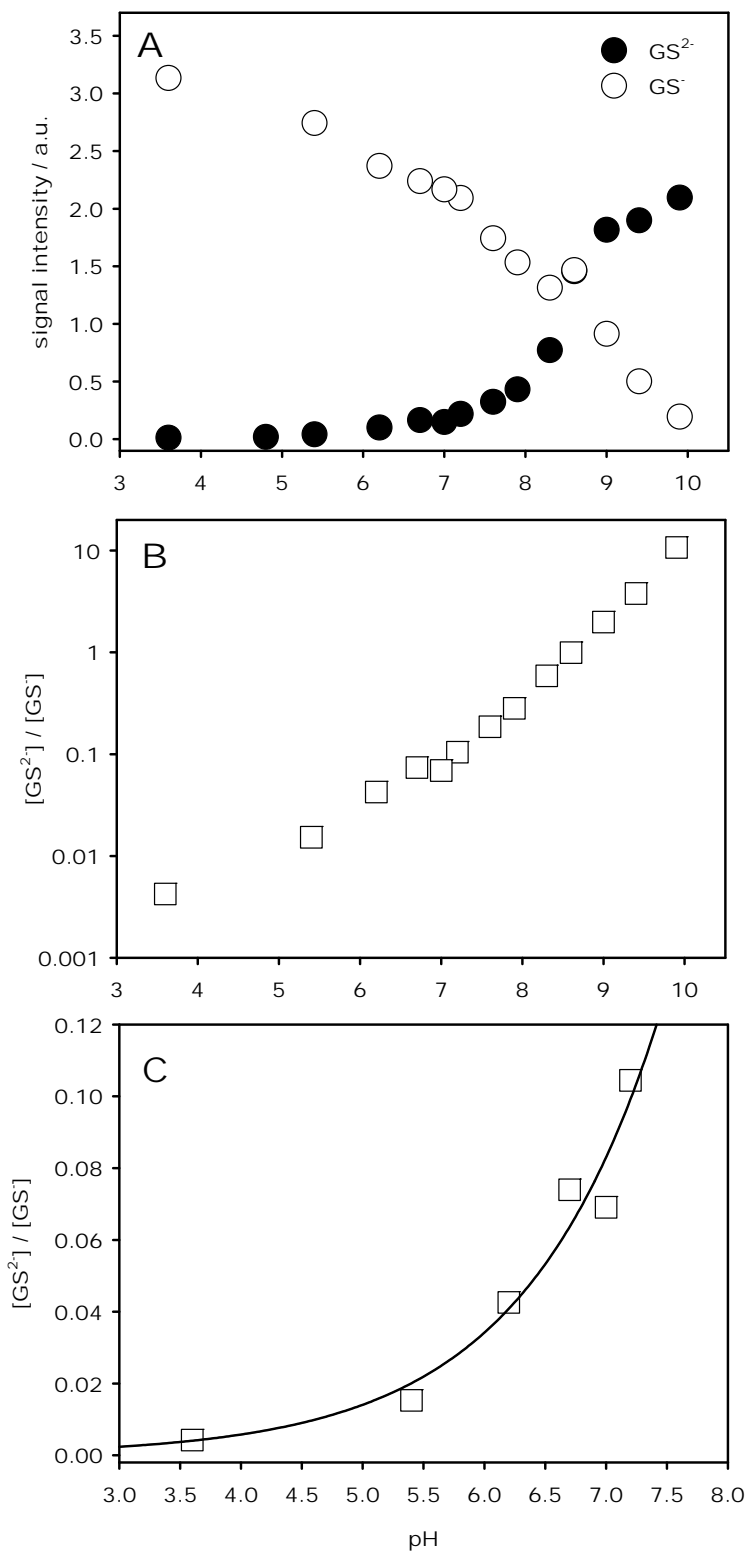 A
GS²⁻
GS⁻
3.5
3.0
2.5
2.0
1.5
1.0
0.5
0.0
signal intensity / a.u.
3 4 5 6 7 8 9 10
B
10
1
0.1
0.01
0.001
[GS²⁻] / [GS⁻]
3 4 5 6 7 8 9 10
C
0.12
0.10
0.08
0.06
0.04
0.02
0.00
[GS²⁻] / [GS⁻]
3.0 3.5 4.0 4.5 5.0 5.5 6.0 6.5 7.0 7.5 8.0
pH